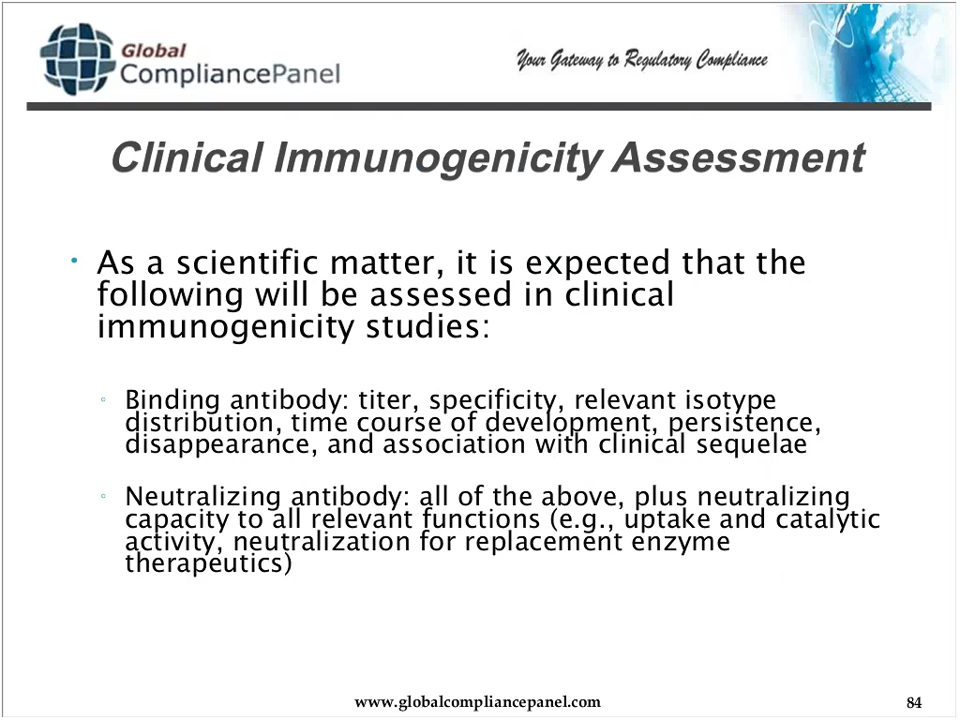 Global
CompliancePanel
Your Gateway to Regulatory Compliance
Clinical Immunogenicity Assessment
• As a scientific matter, it is expected that the
following will be assessed in clinical
immunogenicity studies:
▫ Binding antibody: titer, specificity, relevant isotype
distribution, time course of development, persistence,
disappearance, and association with clinical sequelae
▫ Neutralizing antibody: all of the above, plus neutralizing
capacity to all relevant functions (e.g., uptake and catalytic
activity, neutralization for replacement enzyme
therapeutics)
www.globalcompliancepanel.com
84